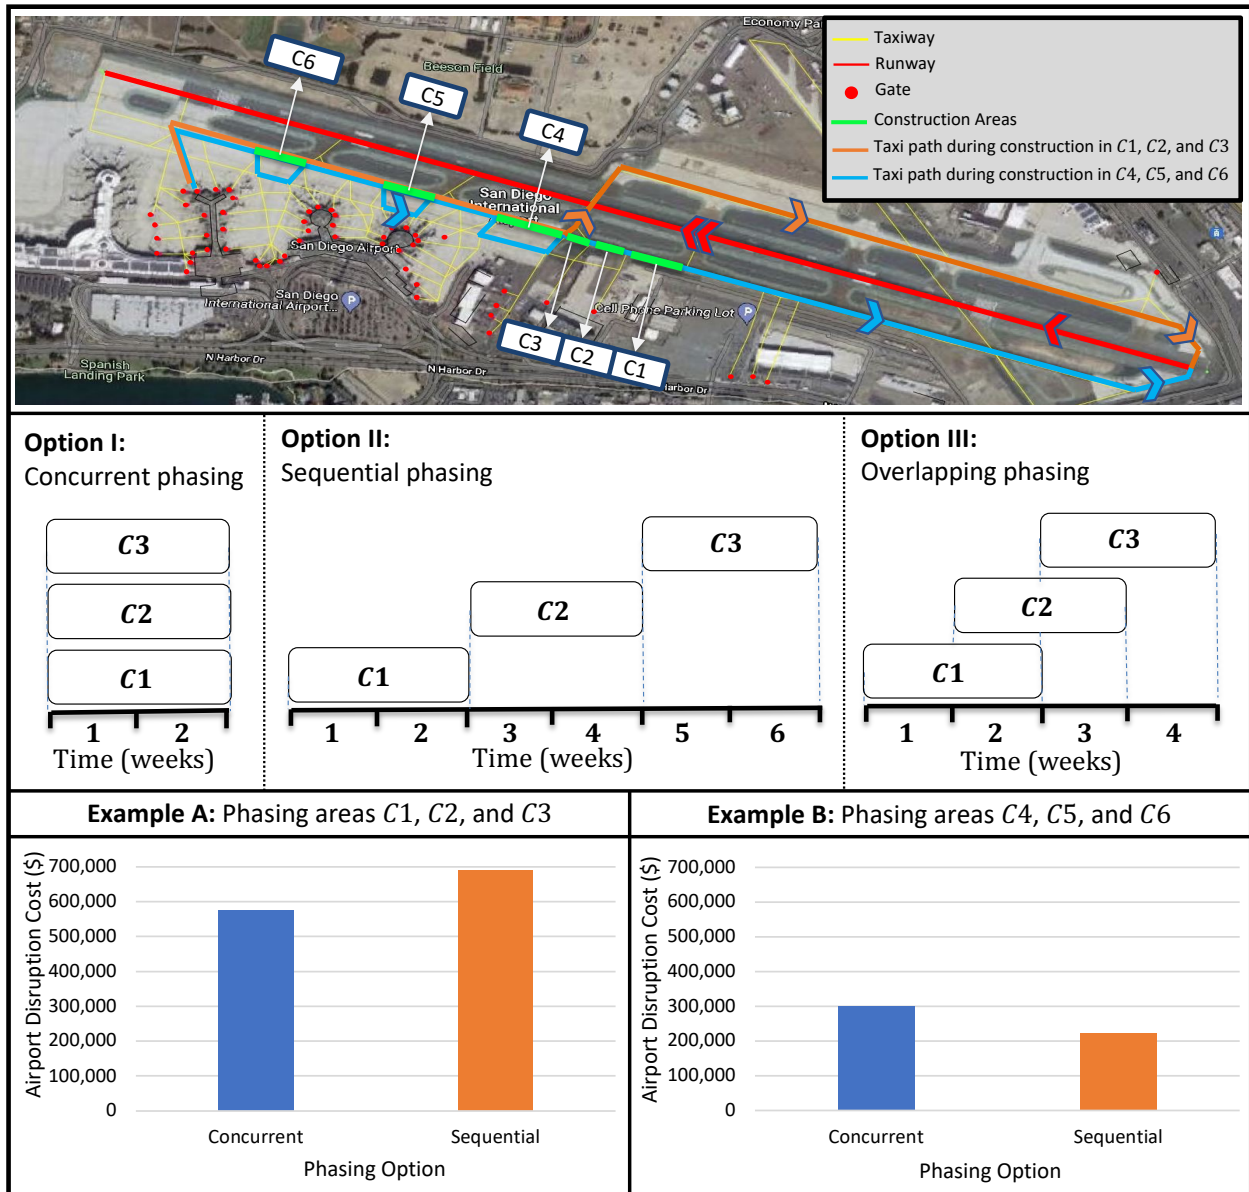 Economy Pa
Beeson Field
C6
C5
C4
San Diego
International
rport
San Diego Airport
San Diego
International Airport...
P
Cell Phone Parking Lot
P
C3
C2
C1
N Harbor Dr
N Harbor Dr
Harbor Dr
Spanish
Landing Park
Taxiway
Runway
Gate
Construction Areas
Taxi path during construction in C1, C2, and C3
Taxi path during construction in C4, C5, and C6
Option I:
Concurrent phasing
C3
C2
C1
1 2
Time (weeks)
Option II:
Sequential phasing
C3
C2
C1
1 2 3 4 5 6
Time (weeks)
Option III:
Overlapping phasing
C3
C2
C1
1 2 3 4
Time (weeks)
Example A: Phasing areas C1, C2, and C3
Airport Disruption Cost ($)
700,000
600,000
500,000
400,000
300,000
200,000
100,000
0
Concurrent Sequential
Phasing Option
Example B: Phasing areas C4, C5, and C6
Airport Disruption Cost ($)
700,000
600,000
500,000
400,000
300,000
200,000
100,000
0
Concurrent Sequential
Phasing Option